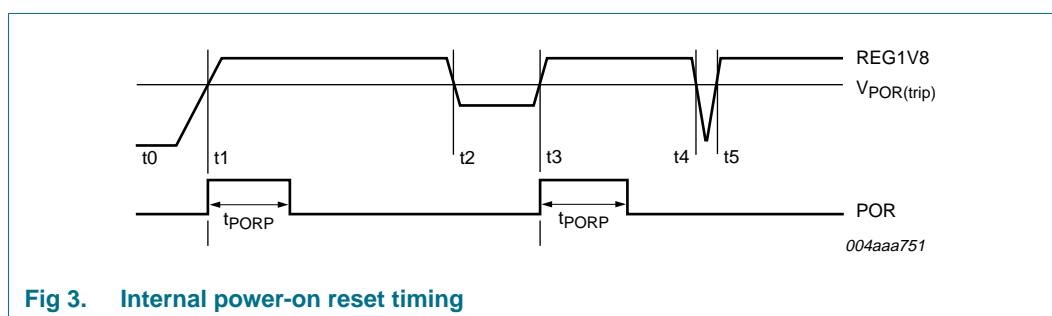 REG1V8
VPOR(trip)
t0 t1 t2 t3 t4 t5
tPORP tPORP
POR
004aaa751
Fig 3. Internal power-on reset timing